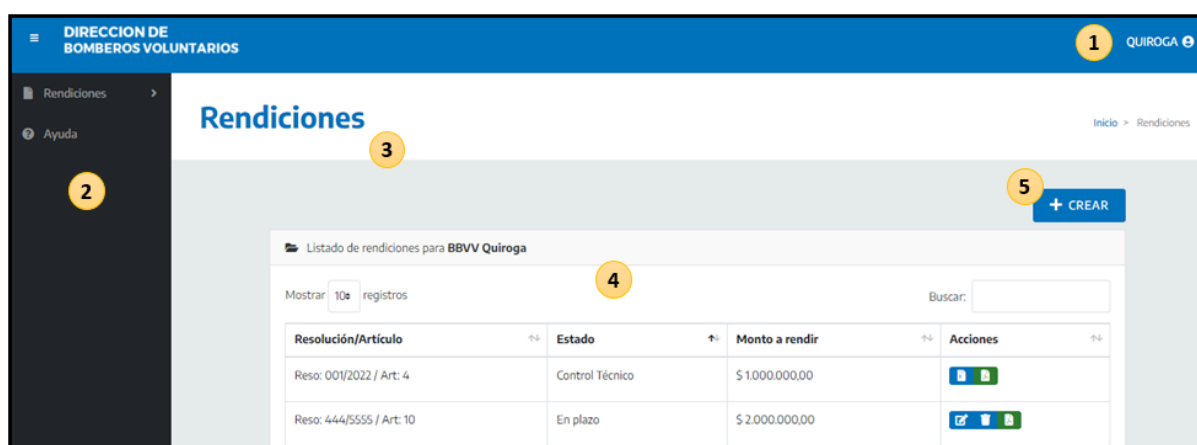 DIRECCION DE
BOMBEROS VOLUNTARIOS
1
QUIROGA
Rendiciones
Ayuda
2
Rendiciones
3
Inicio > Rendiciones
5
+ CREAR
Listado de rendiciones para BBVV Quiroga
4
Mostrar 10 registros
Buscar:
Resolución/Artículo Estado Monto a rendir Acciones
Reso: 001/2022 / Art: 4 Control Técnico $ 1.000.000,00
Reso: 444/5555 / Art: 10 En plazo $ 2.000.000,00